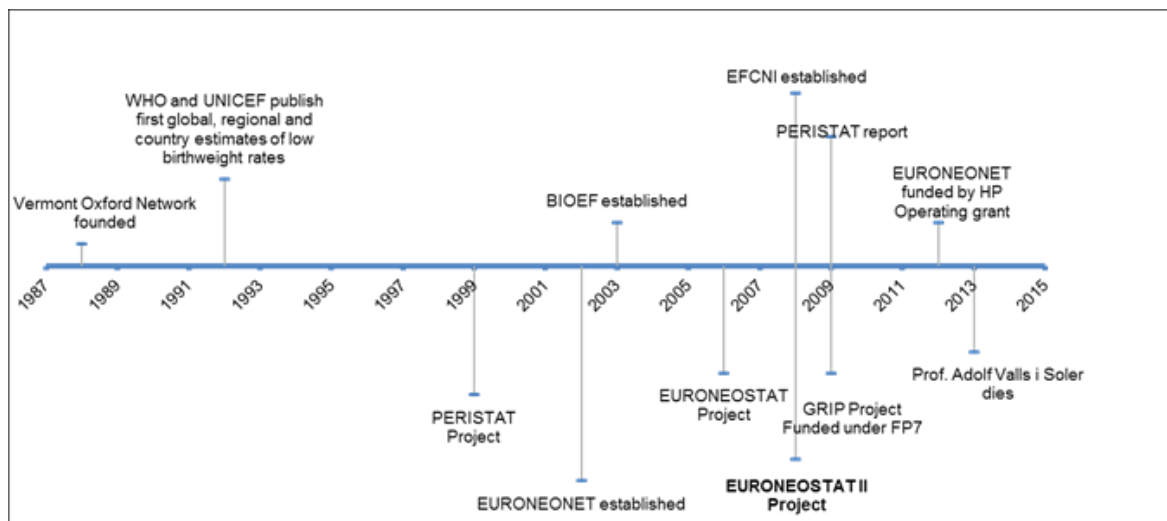 EFCNI established
WHO and UNICEF publish
first global, regional and
country estimates of low
birthweight rates
PERISTAT report
EURONEONET
funded by HP
Operating grant
Vermont Oxford Network
founded
BIOEF established
1987
1989
1991
1993
1995
1997
1999
2001
2003
2005
2007
2009
2011
2013
2015
Prof. Adolf Valls i Soler
dies
EURONEOSTAT
Project
PERISTAT
Project
GRIP Project
Funded under FP7
EURONEOSTAT II
Project
EURONEONET established